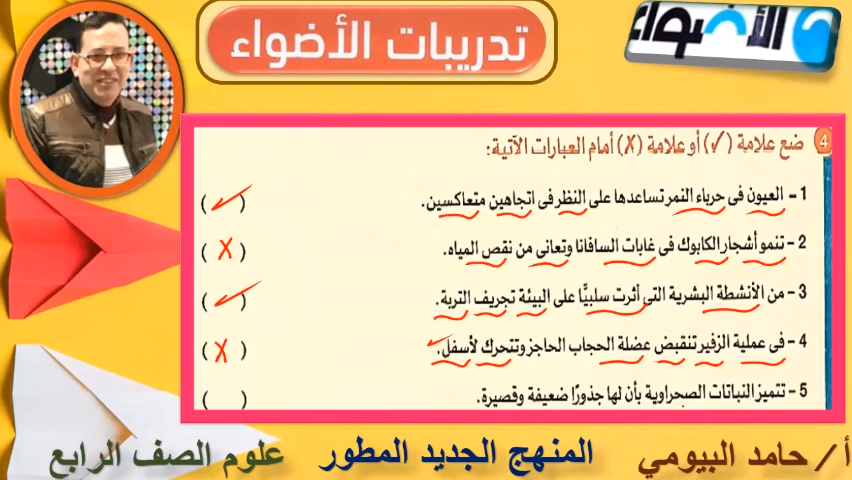 تدريبات الأضواء
الأضواء
4 ضع علامة (✓) أو علامة (X) أمام العبارات الآتية:
1 - العيون فى حرباء النمر تساعدها على النظر فى اتجاهين متعاكسين. (✓)
2 - تنمو أشجار الكابوك فى غابات السافانا وتعانى من نقص المياه. (X)
3 - من الأنشطة البشرية التى أثرت سلبيًّا على البيئة تجريف التربة. (✓)
4 - فى عملية الزفير تنقبض عضلة الحجاب الحاجز وتتحرك لأسفل. (X)
5 - تتميز النباتات الصحراوية بأن لها جذورًا ضعيفة وقصيرة. ( )
أ/ حامد البيومي المنهج الجديد المطور علوم الصف الرابع